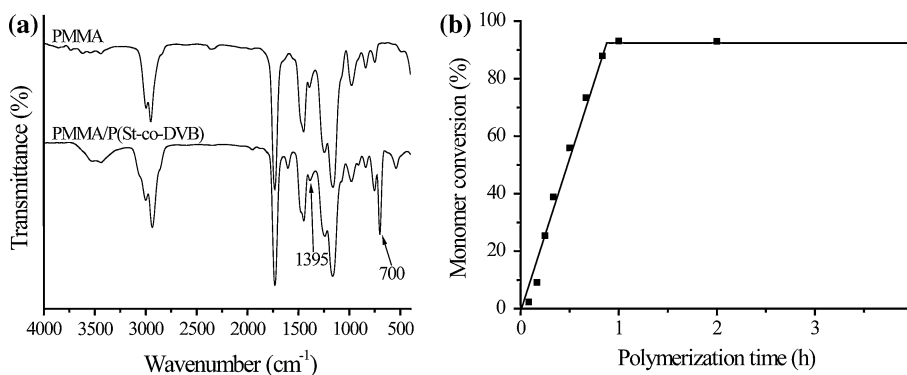 (a)
PMMA
PMMA/P(St-co-DVB)
1395
700
Transmittance (%)
4000 3500 3000 2500 2000 1500 1000 500
Wavenumber (cm⁻¹)
(b)
100
80
60
40
20
0
Monomer conversion (%)
0 1 2 3
Polymerization time (h)